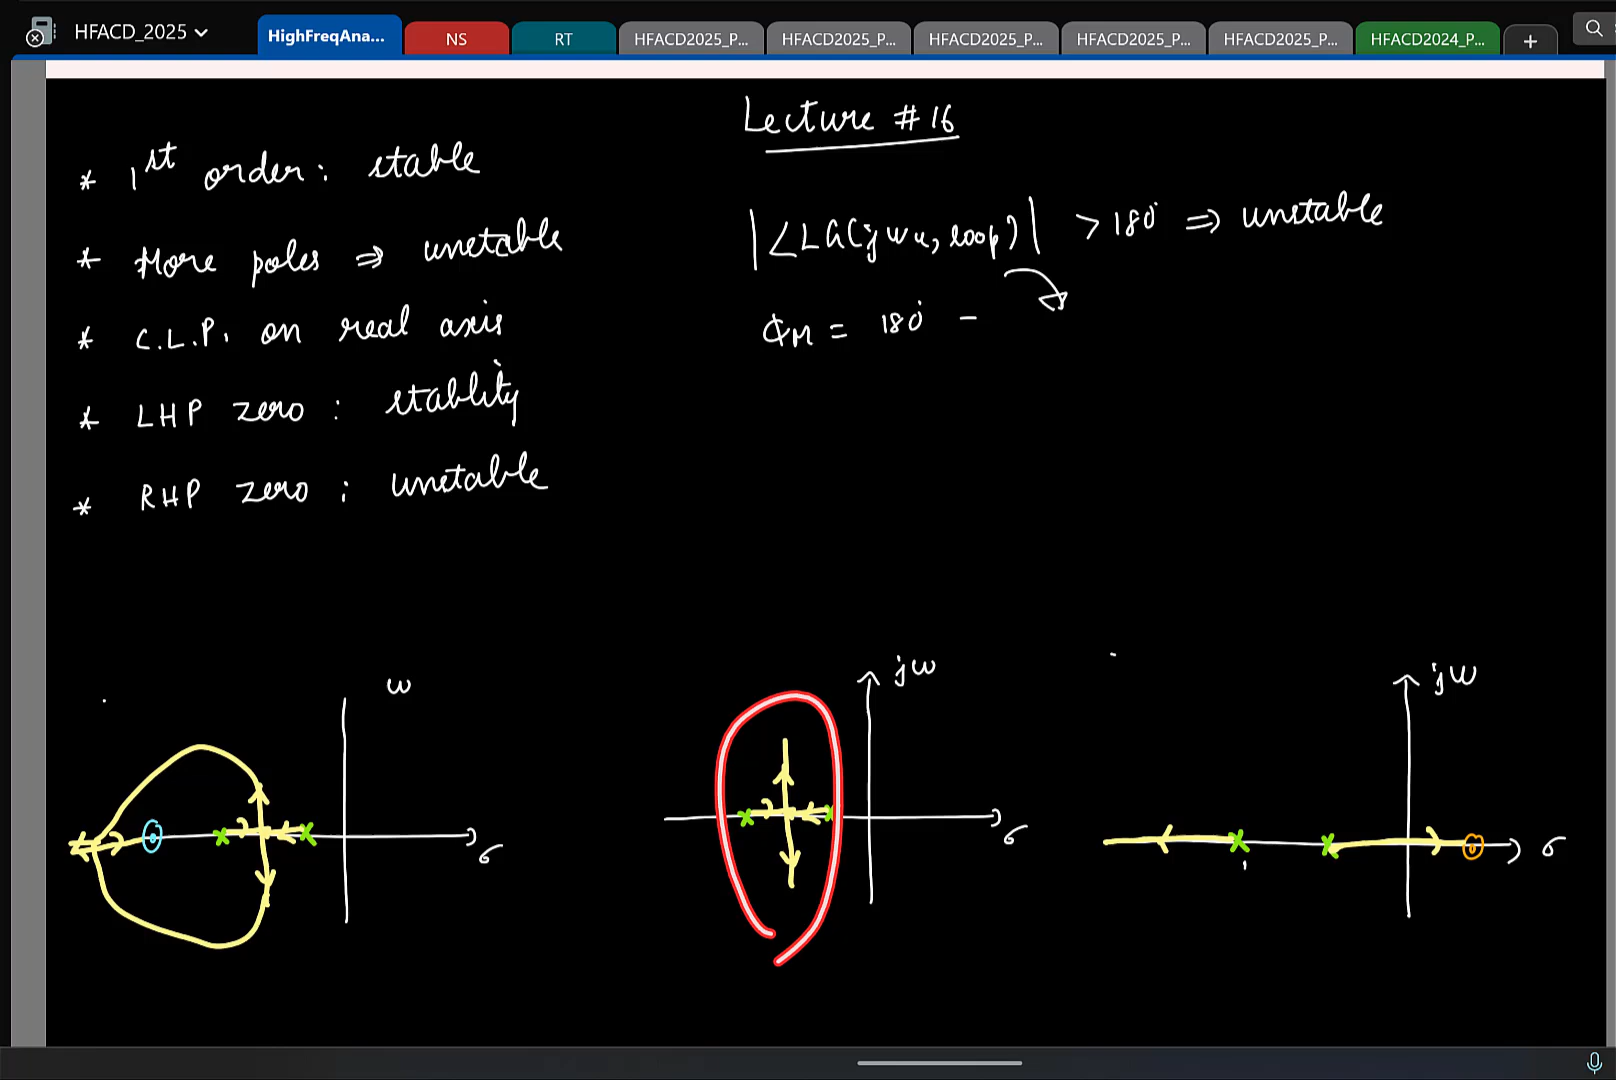 HFACD_2025
HighFreqAna... NS RT HFACD2025_P... HFACD2025_P... HFACD2025_P... HFACD2025_P... HFACD2025_P... HFACD2024_P... +
Lecture #16
* 1st order: stable
* More poles ⇒ unstable
* C.L.P. on real axis
* LHP zero : stablity
* RHP zero : unstable
|∠LG(jωu,loop)| > 180° ⇒ unstable
ΦM = 180° -
ω
σ
jω
σ
jω
σ